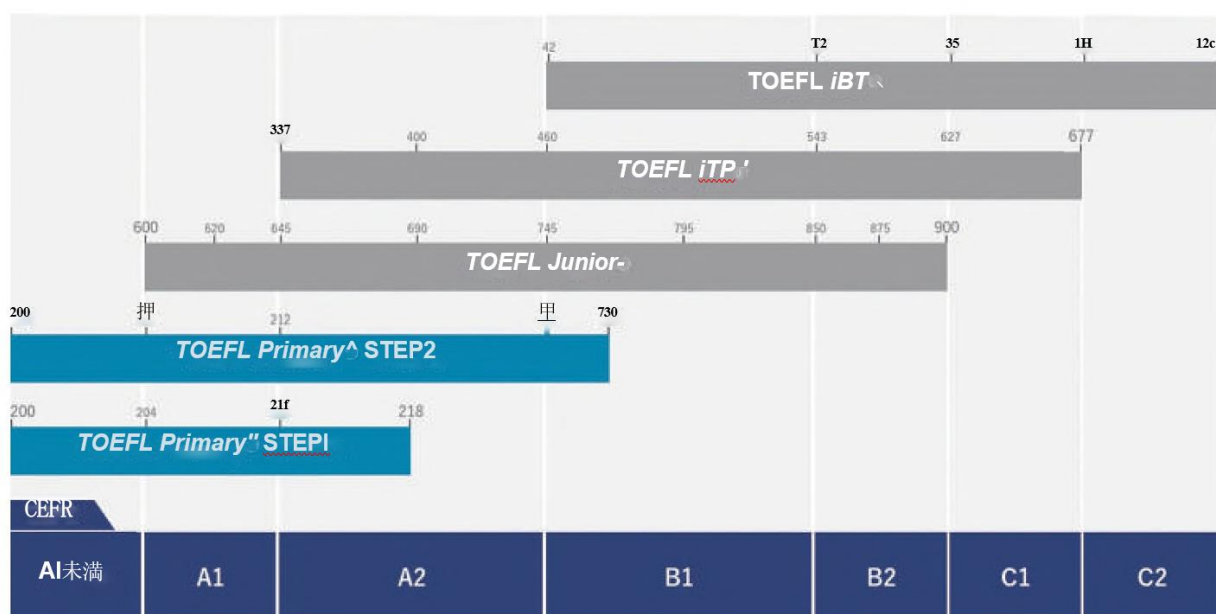 42 T2 35 1H 12c
TOEFL iBT
337 400 460 543 627 677
TOEFL iTP '
600 620 645 690 745 795 850 875 900
TOEFL Junior-
200 押 212 甲 730
TOEFL Primary^ STEP2
200 204 21f 218
TOEFL Primary" STEPI
CEFR
AI未満 A1 A2 B1 B2 C1 C2